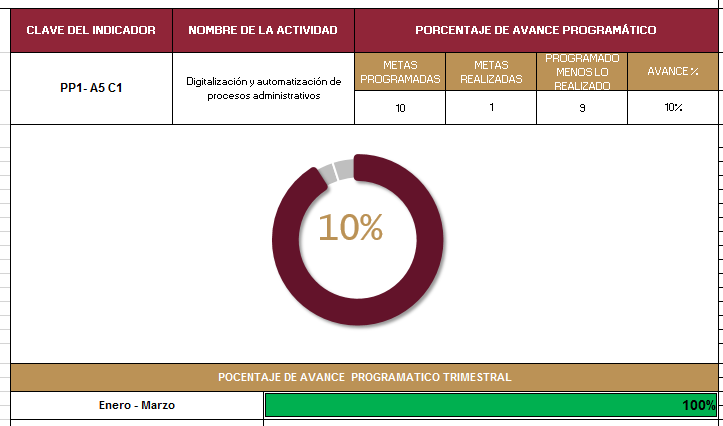 CLAVE DEL INDICADOR
NOMBRE DE LA ACTIVIDAD
PORCENTAJE DE AVANCE PROGRAMÁTICO
PP1- A5 C1
Digitalización y automatización de
procesos administrativos
METAS
PROGRAMADAS
METAS
REALIZADAS
PROGRAMADO
MENOS LO
REALIZADO
AVANCE %
10
1
9
10%
10%
POCENTAJE DE AVANCE PROGRAMATICO TRIMESTRAL
Enero - Marzo
100%